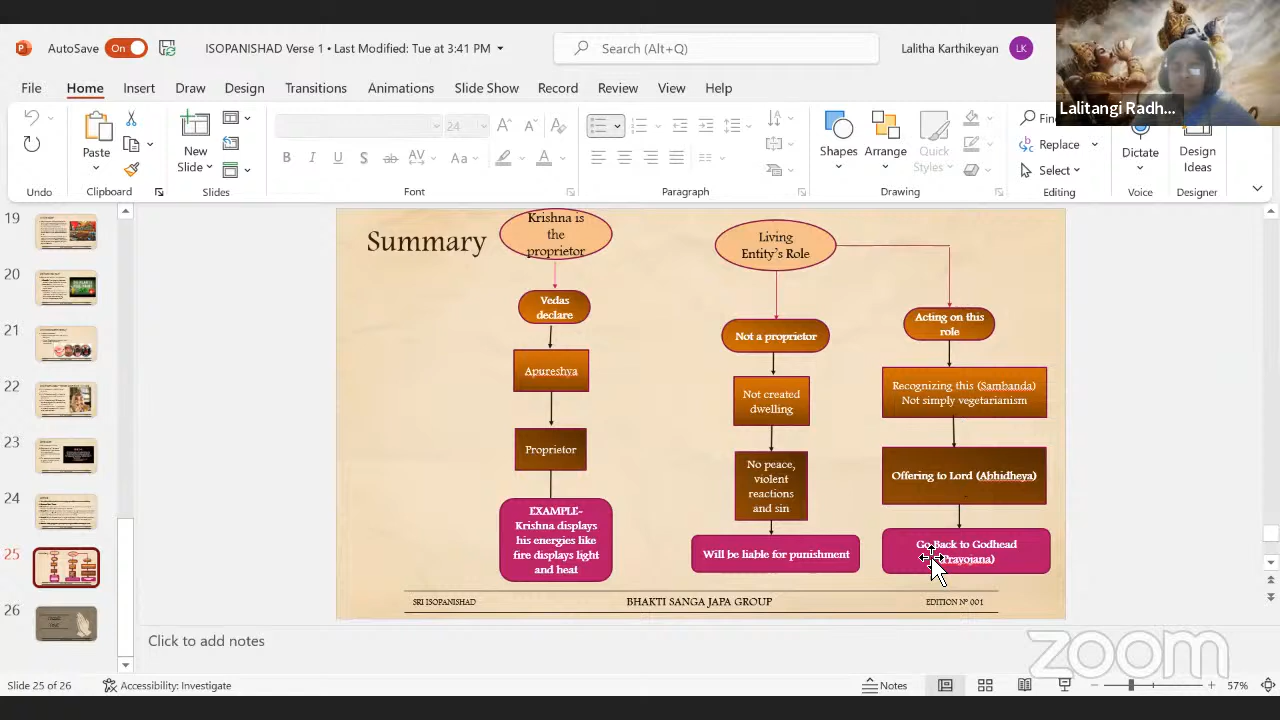 AutoSave
On
ISOPANISHAD Verse 1 • Last Modified: Tue at 3:41 PM
Search (Alt+Q)
Lalitha Karthikeyan
LK
Lalitangi Radh...
File
Home
Insert
Draw
Design
Transitions
Animations
Slide Show
Record
Review
View
Help
Paste
New
Slide
24
Shapes
Arrange
Quick
Styles
Replace
Select
Dictate
Design
Ideas
Undo
Clipboard
Slides
Font
Paragraph
Drawing
Editing
Voice
Designer
19
20
21
22
23
24
25
26
Summary
Krishna is
the
proprietor
Vedas
declare
Apureshya
Proprietor
EXAMPLE-
Krishna displays
his energies like
fire displays light
and heat
Living
Entity's Role
Not a proprietor
Not created
dwelling
No peace,
violent
reactions
and sin
Will be liable for punishment
Acting on this
role
Recognizing this (Sambanda)
Not simply vegetarianism
Offering to Lord (Abhidheya)
Go Back to Godhead
SRI ISOPANISHAD
BHAKTI SANGA JAPA GROUP
EDITION Nº 001
Click to add notes
zoom
Slide 25 of 26
Accessibility: Investigate
Notes
57%